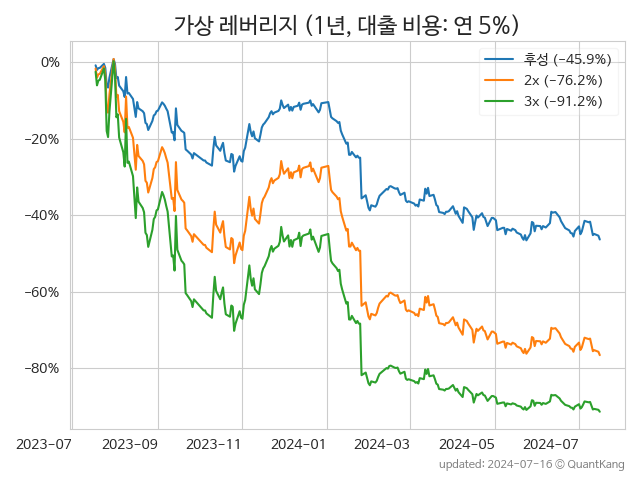 가상 레버리지 (1년, 대출 비용: 연 5%)
후성 (−45.9%)
2x (−76.2%)
3x (−91.2%)
0%
−20%
−40%
−60%
−80%
2023-07 2023-09 2023-11 2024-01 2024-03 2024-05 2024-07
updated: 2024-07-16 © QuantKang